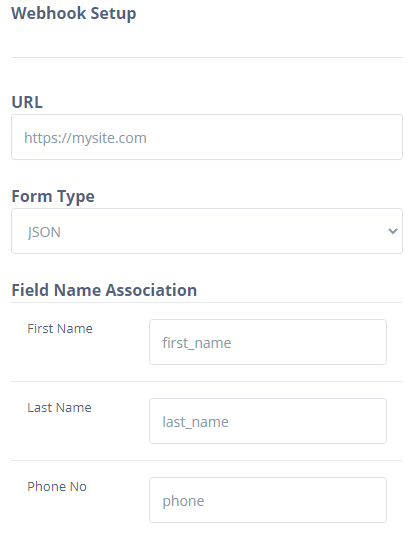 Webhook Setup
URL
https://mysite.com
Form Type
JSON
Field Name Association
First Name
first_name
Last Name
last_name
Phone No
phone